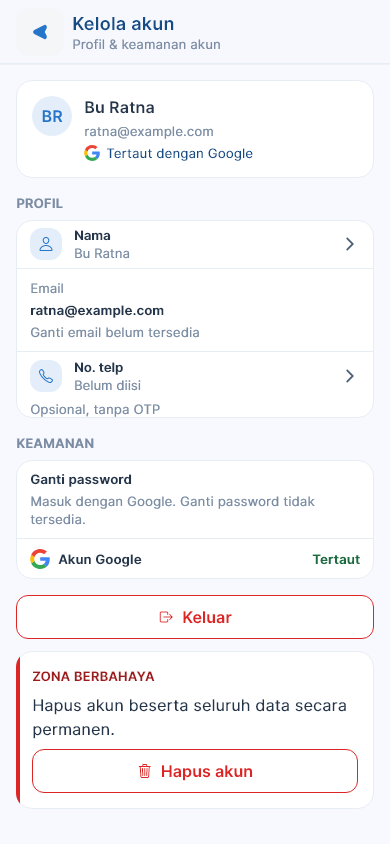 Kelola akun
Profil & keamanan akun
BR
Bu Ratna
ratna@example.com
Tertaut dengan Google
PROFIL
Nama
Bu Ratna
Email
ratna@example.com
Ganti email belum tersedia
No. telp
Belum diisi
Opsional, tanpa OTP
KEAMANAN
Ganti password
Masuk dengan Google. Ganti password tidak
tersedia.
Akun Google
Tertaut
Keluar
ZONA BERBAHAYA
Hapus akun beserta seluruh data secara
permanen.
Hapus akun